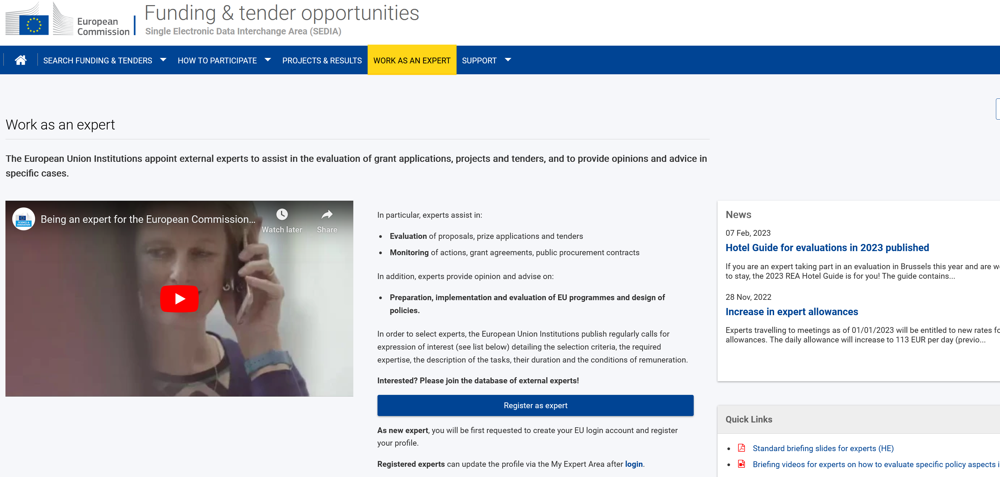 European
Commission
Funding & tender opportunities
Single Electronic Data Interchange Area (SEDIA)
SEARCH FUNDING & TENDERS
HOW TO PARTICIPATE
PROJECTS & RESULTS
WORK AS AN EXPERT
SUPPORT
Work as an expert
The European Union Institutions appoint external experts to assist in the evaluation of grant applications, projects and tenders, and to provide opinions and advice in
specific cases.
SCIENCE &
INNOVATION
Being an expert for the European Commission...
Watch later
Share
In particular, experts assist in:
• Evaluation of proposals, prize applications and tenders
• Monitoring of actions, grant agreements, public procurement contracts
In addition, experts provide opinion and advise on:
• Preparation, implementation and evaluation of EU programmes and design of
policies.
In order to select experts, the European Union Institutions publish regularly calls for
expression of interest (see list below) detailing the selection criteria, the required
expertise, the description of the tasks, their duration and the conditions of remuneration.
Interested? Please join the database of external experts!
Register as expert
As new expert, you will be first requested to create your EU login account and register
your profile.
Registered experts can update the profile via the My Expert Area after login.
News
07 Feb, 2023
Hotel Guide for evaluations in 2023 published
If you are an expert taking part in an evaluation in Brussels this year and are
to stay, the 2023 REA Hotel Guide is for you! The guide contains...
28 Nov, 2022
Increase in expert allowances
Experts travelling to meetings as of 01/01/2023 will be entitled to new rates
allowances. The daily allowance will increase to 113 EUR per day (previo...
Quick Links
• Standard briefing slides for experts (HE)
• Briefing videos for experts on how to evaluate specific policy aspects